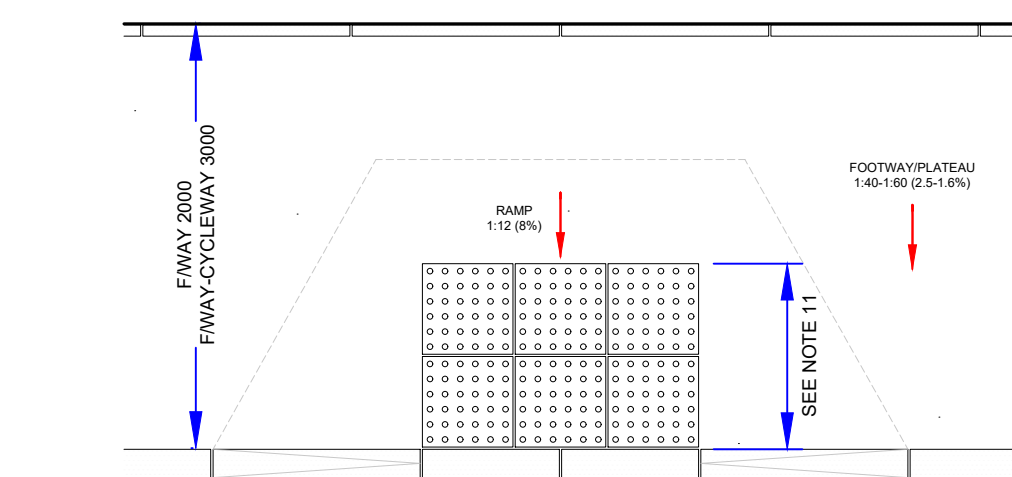 F/WAY 2000
F/WAY-CYCLEWAY 3000
RAMP
1:12 (8%)
FOOTWAY/PLATEAU
1:40-1:60 (2.5-1.6%)
SEE NOTE 11